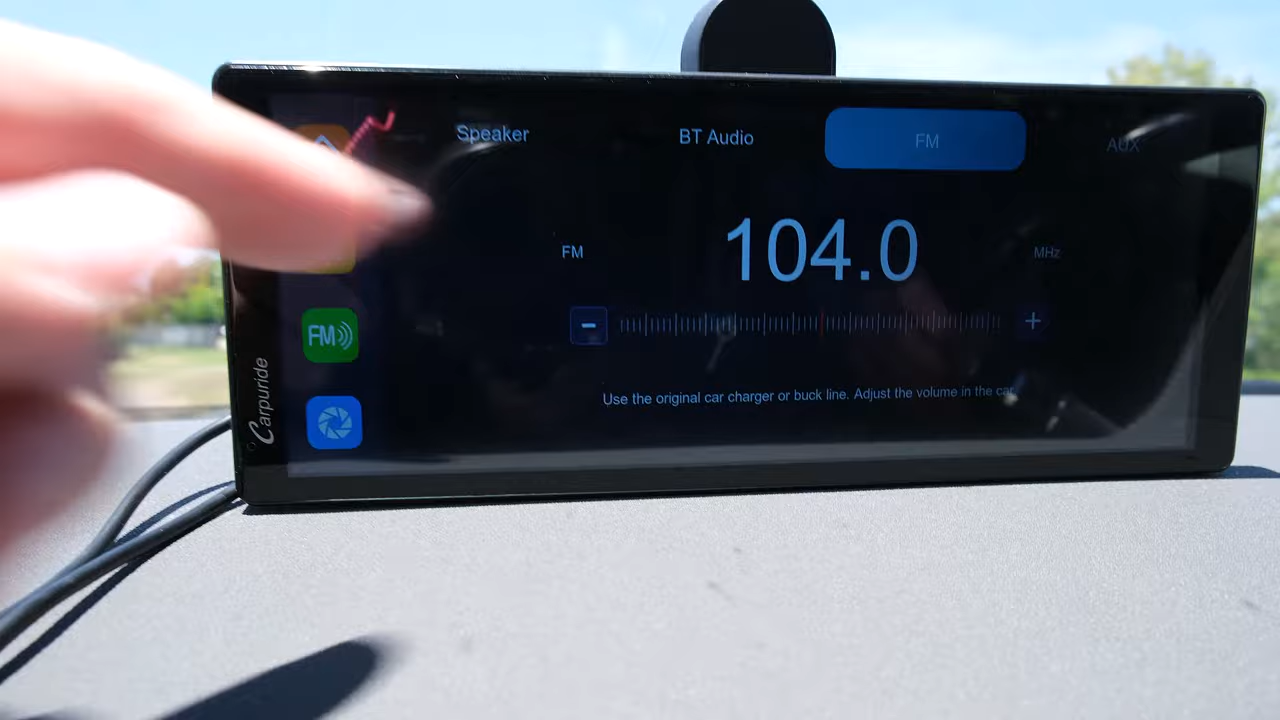 Speaker
BT Audio
FM
AUX
FM
104.0
MHz
-
+
Use the original car charger or buck line. Adjust the volume in the car
FM
Carpuride